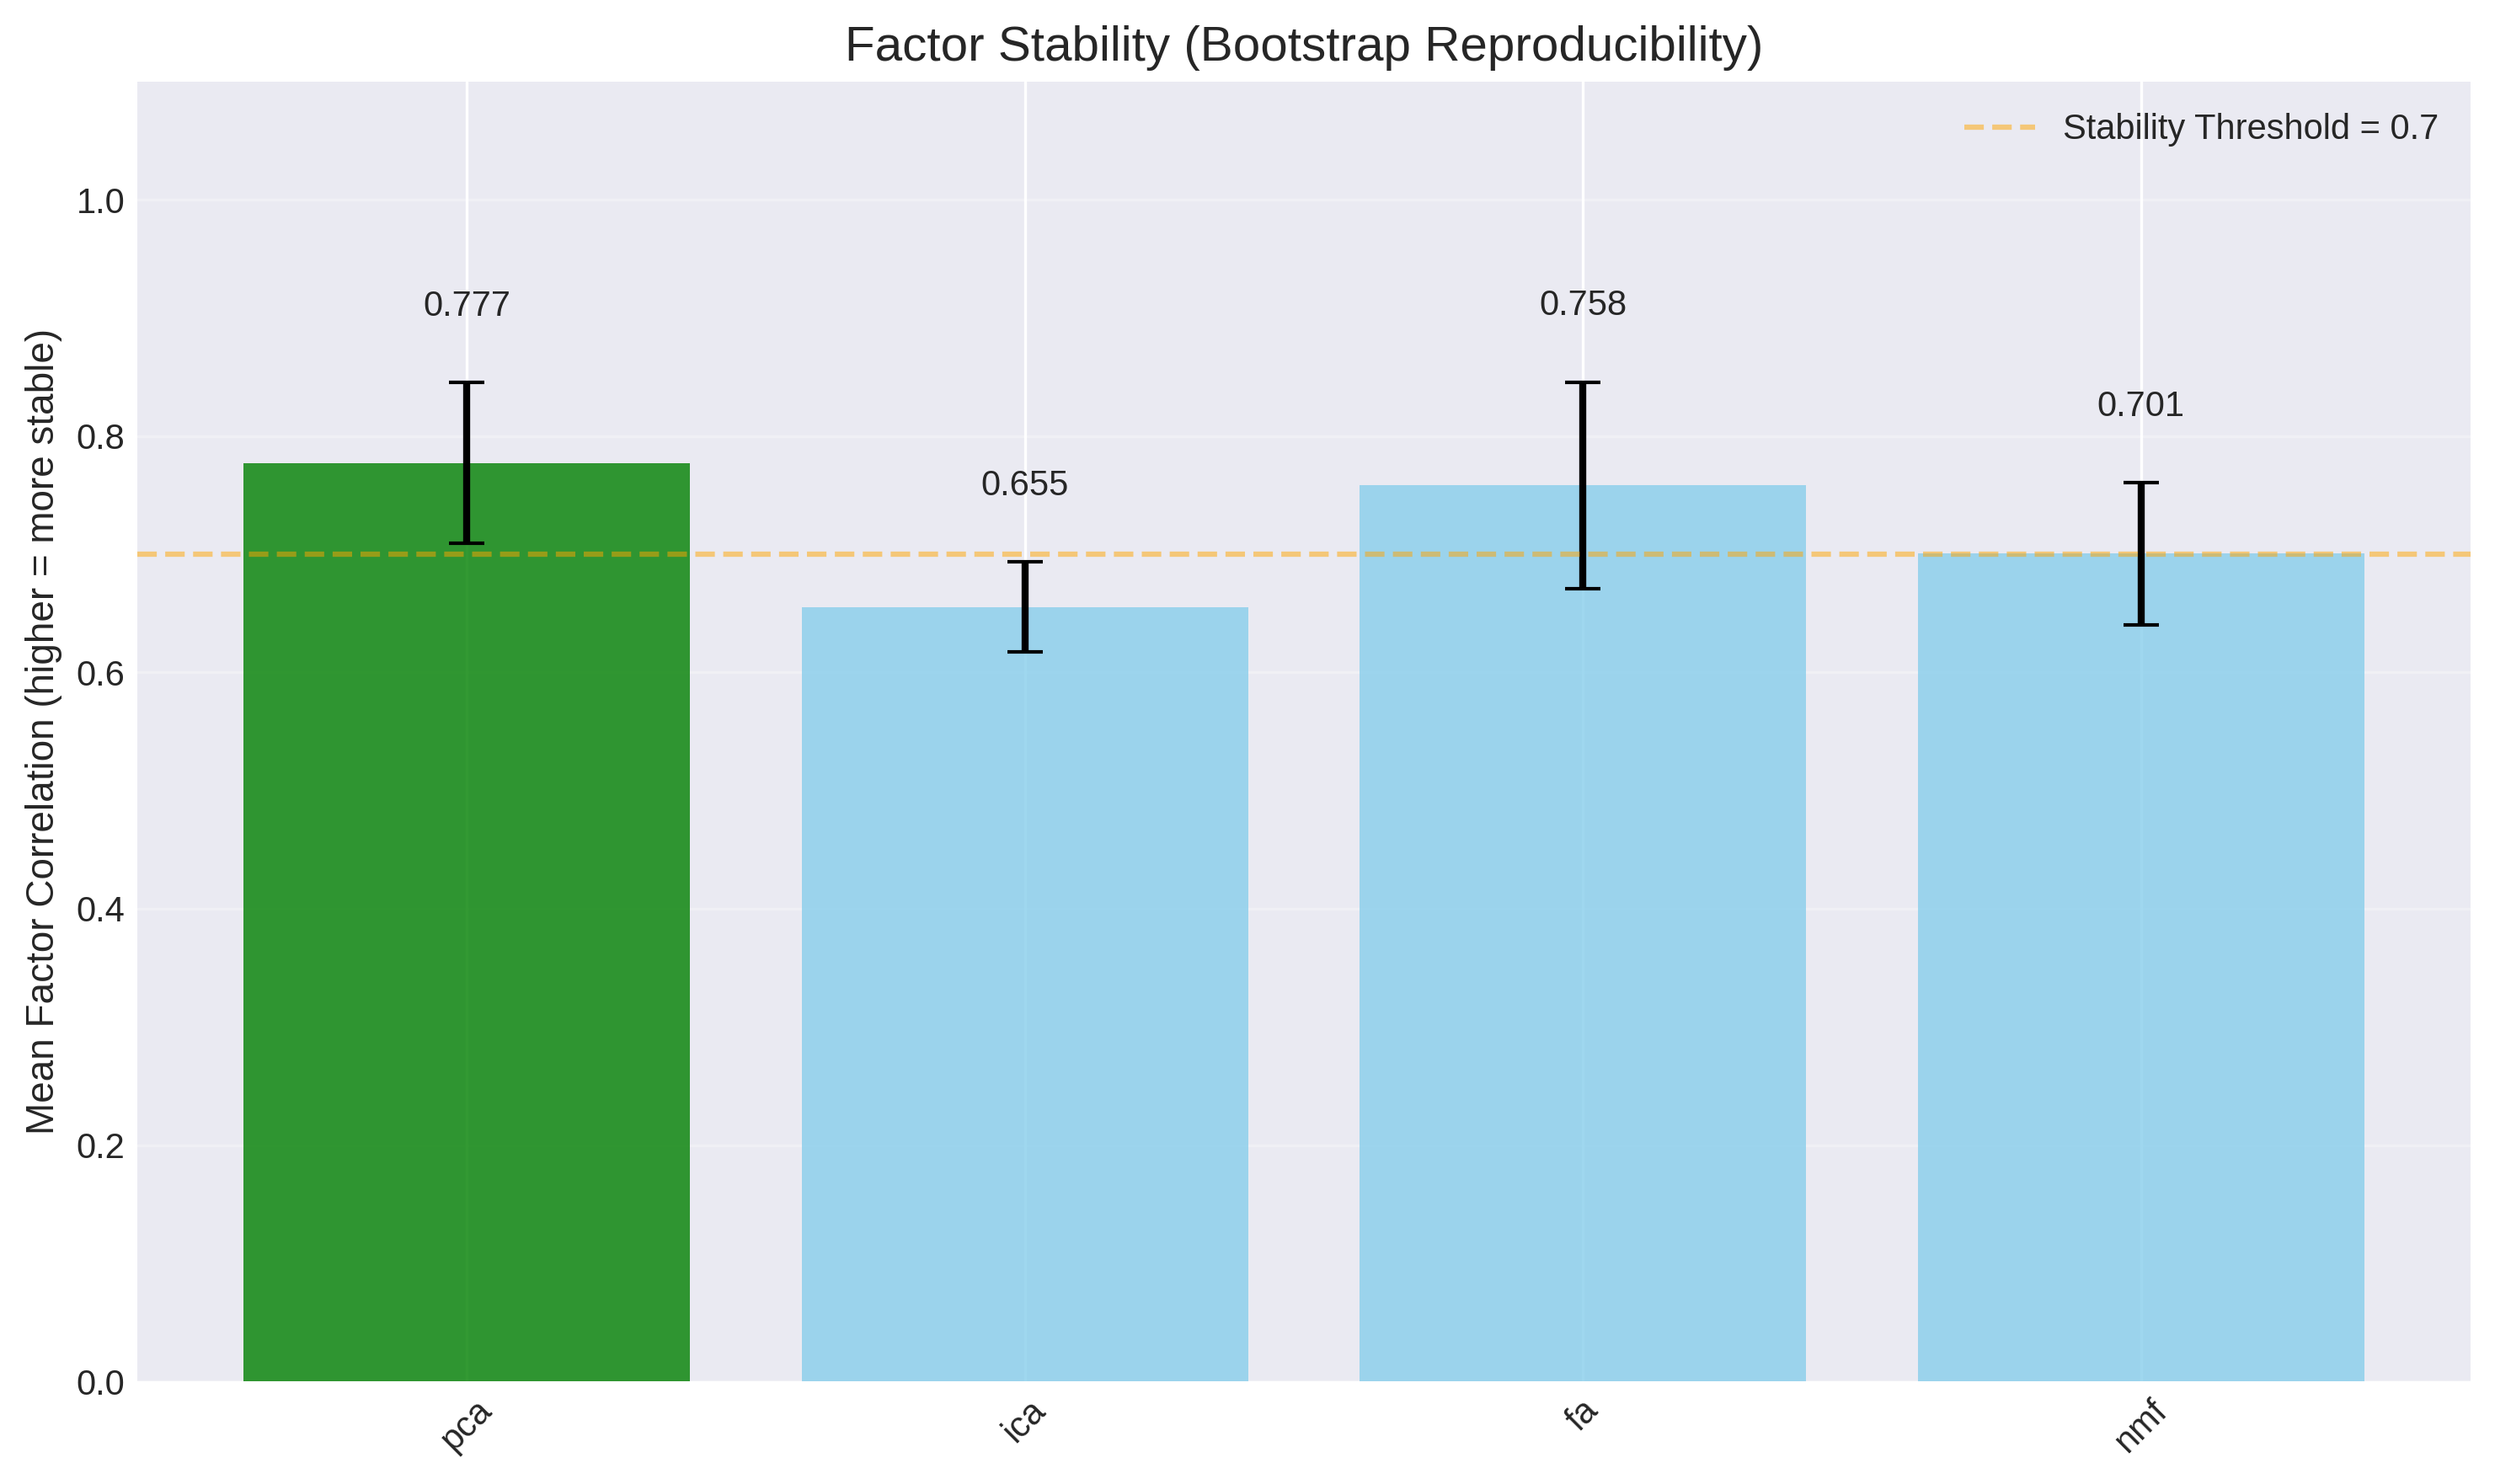 Factor Stability (Bootstrap Reproducibility)
Stability Threshold = 0.7
Mean Factor Correlation (higher = more stable)
1.0
0.8
0.6
0.4
0.2
0.0
0.777
0.655
0.758
0.701
pca
ica
fa
nmf